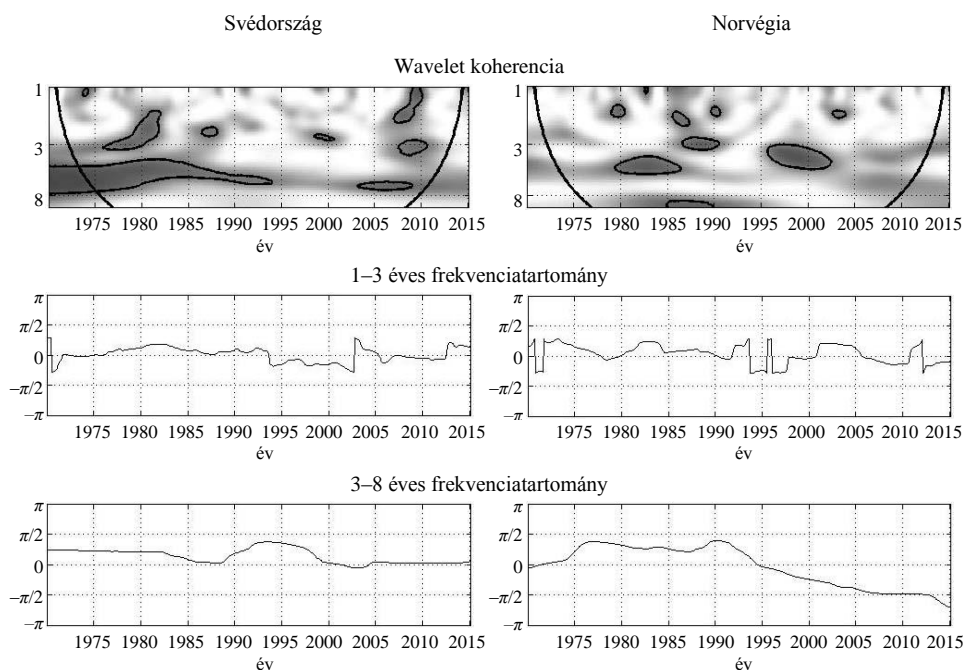 Svédország Norvégia
Wavelet koherencia
1 1
3 3
8 8
1975 1980 1985 1990 1995 2000 2005 2010 2015 1975 1980 1985 1990 1995 2000 2005 2010 2015
év év
1–3 éves frekvenciatartomány
π π
π/2 π/2
0 0
–π/2 –π/2
–π –π
1975 1980 1985 1990 1995 2000 2005 2010 2015 1975 1980 1985 1990 1995 2000 2005 2010 2015
év év
3–8 éves frekvenciatartomány
π π
π/2 π/2
0 0
–π/2 –π/2
–π –π
1975 1980 1985 1990 1995 2000 2005 2010 2015 1975 1980 1985 1990 1995 2000 2005 2010 2015
év év